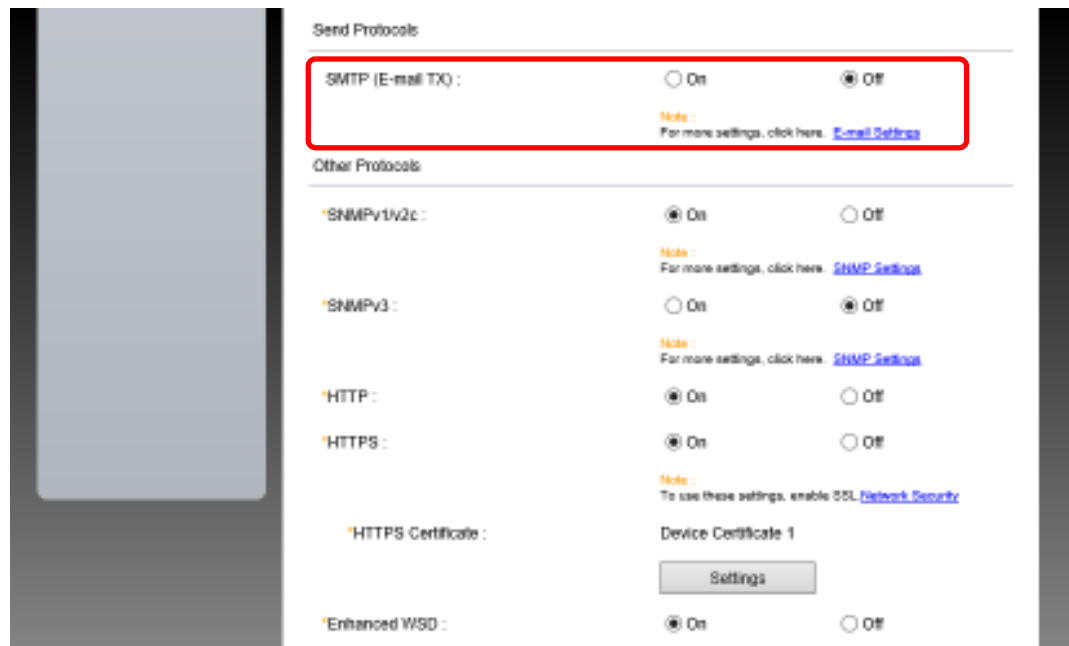 Send Protocols
SMTP (E-mail TX) : On Off
Note :
For more settings, click here. E-mail Settings
Other Protocols
*SNMPv1/v2c : On Off
Note :
For more settings, click here. SNMP Settings
*SNMPv3 : On Off
Note :
For more settings, click here. SNMP Settings
*HTTP : On Off
*HTTPS : On Off
Note :
To use these settings, enable SSL. Network Security
*HTTPS Certificate : Device Certificate 1
Settings
*Enhanced WSD : On Off